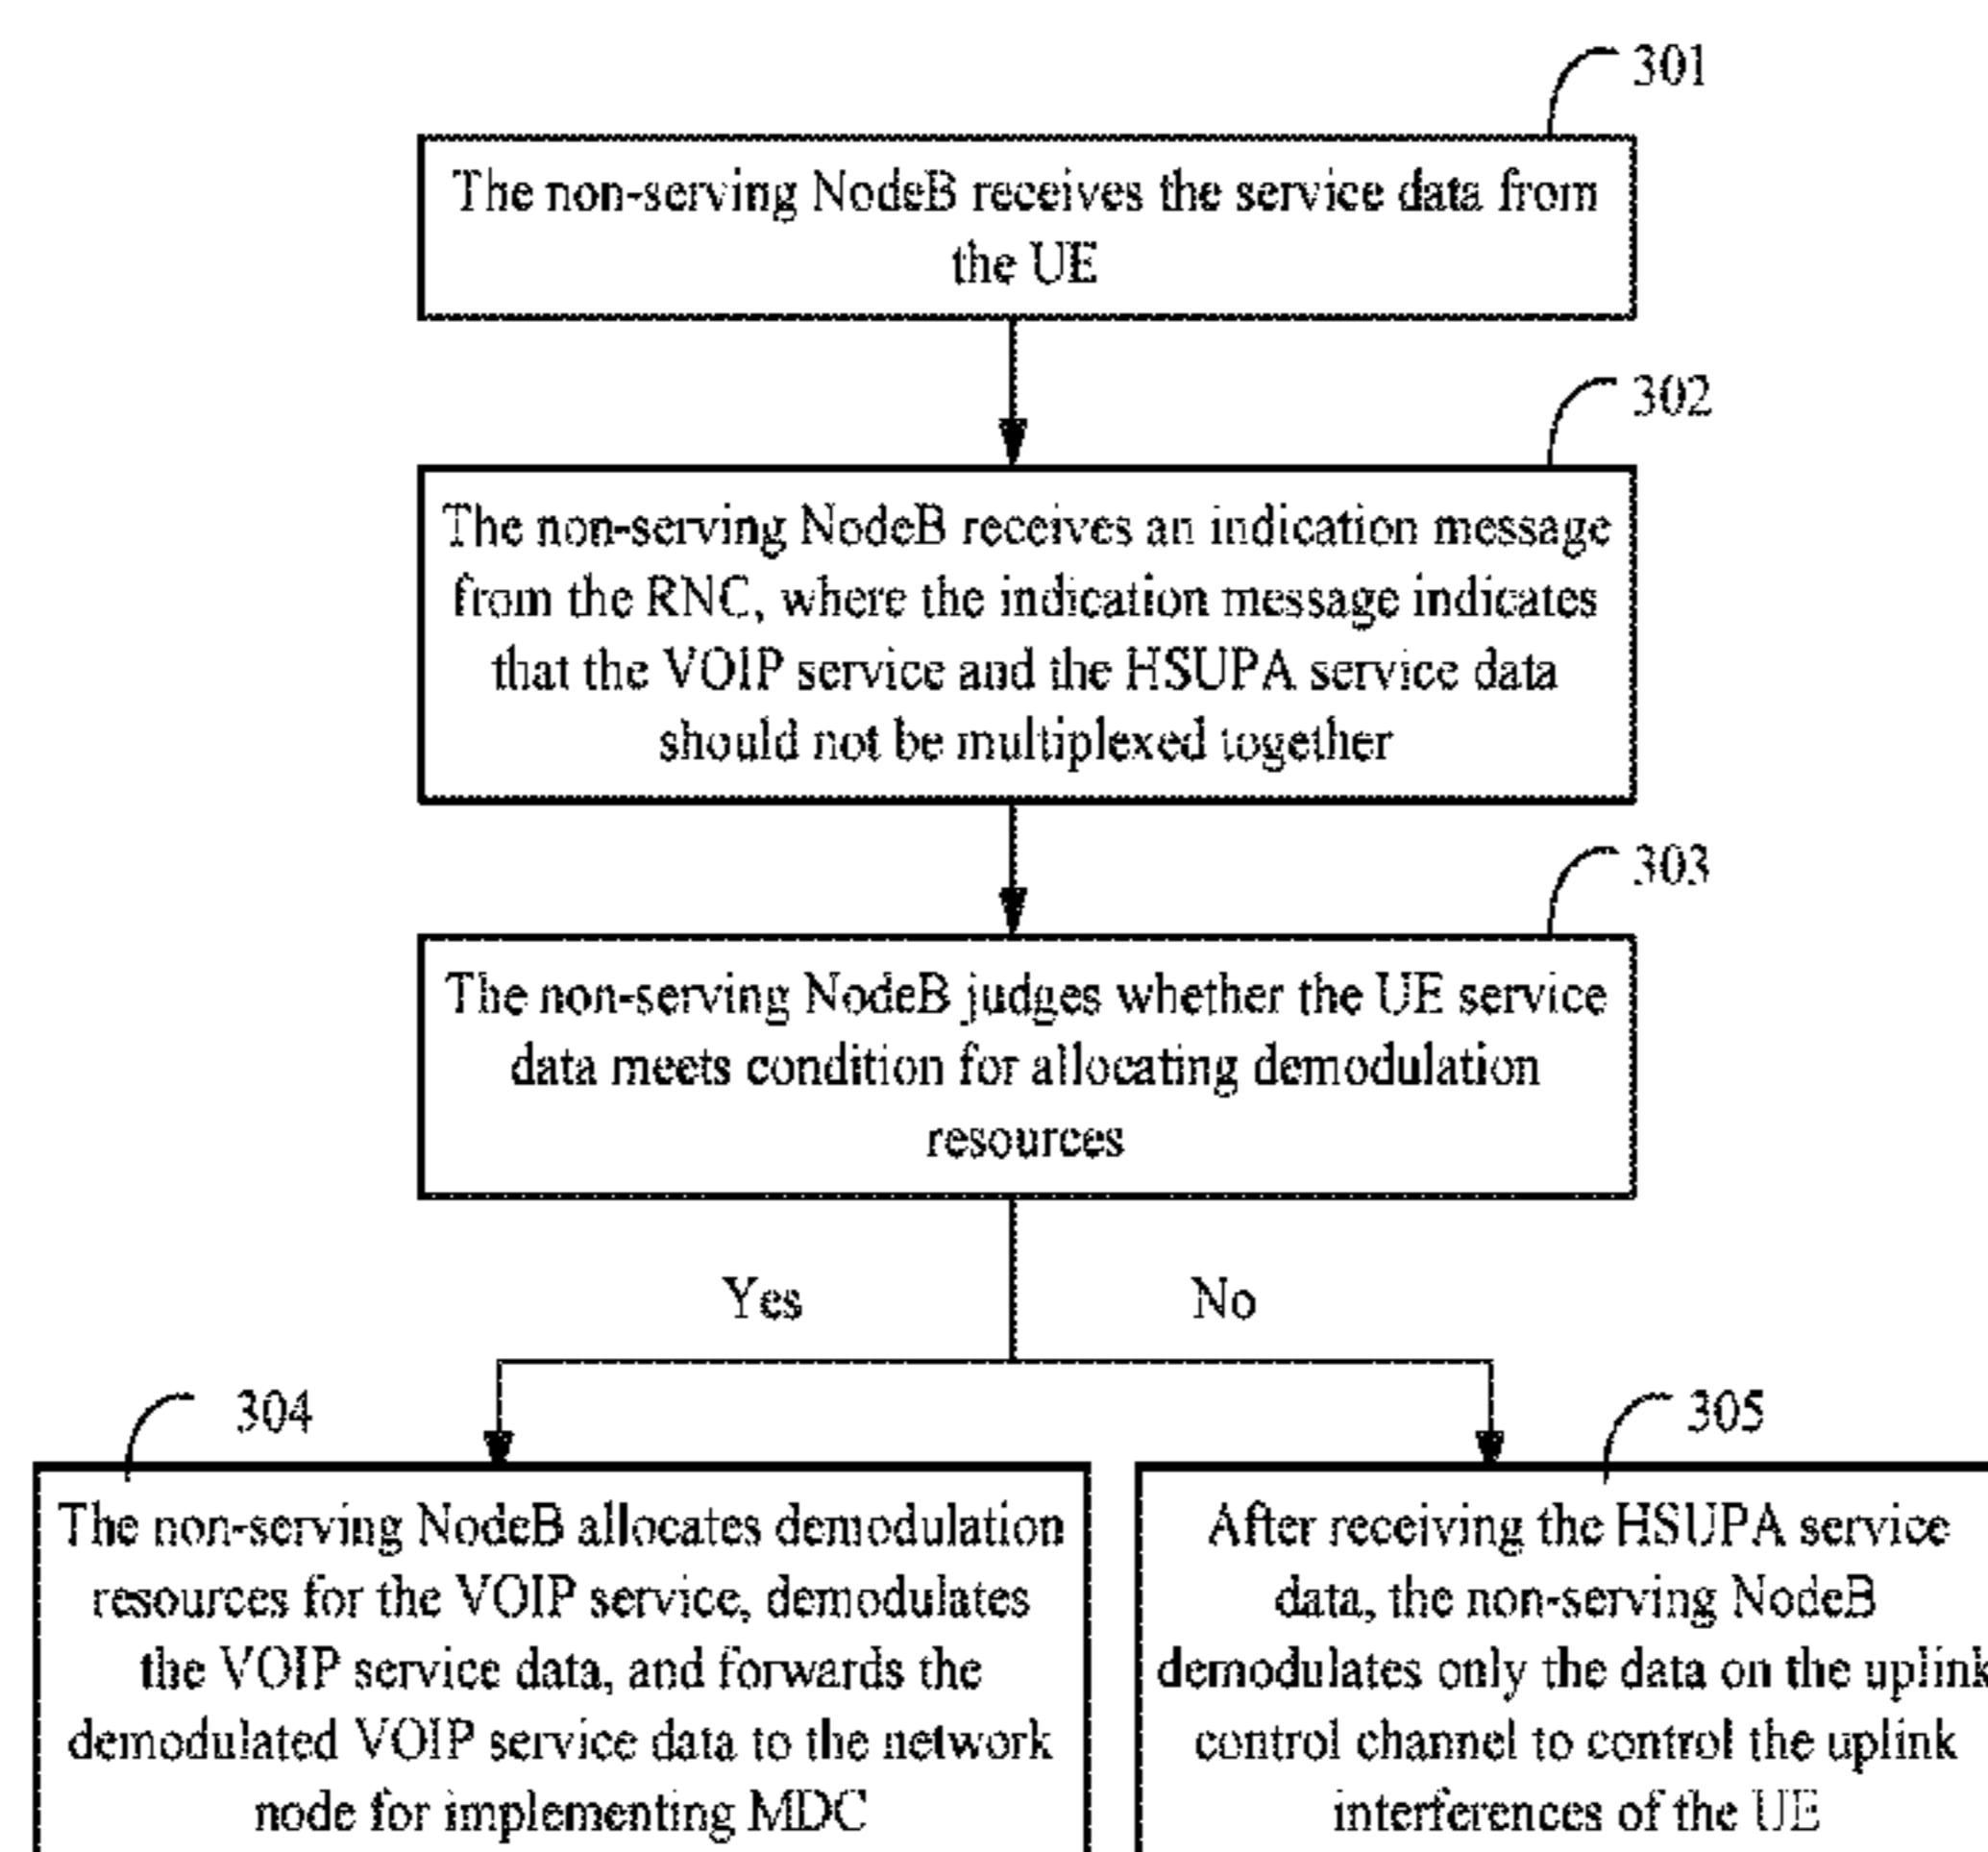 301
The non-serving NodeB receives the service data from
the UE
302
The non-serving NodeB receives an indication message
from the RNC, where the indication message indicates
that the VOIP service and the HSUPA service data
should not be multiplexed together
303
The non-serving NodeB judges whether the UE service
data meets condition for allocating demodulation
resources
Yes
No
304
The non-serving NodeB allocates demodulation
resources for the VOIP service, demodulates
the VOIP service data, and forwards the
demodulated VOIP service data to the network
node for implementing MDC
305
After receiving the HSUPA service
data, the non-serving NodeB
demodulates only the data on the uplink
control channel to control the uplink
interferences of the UE